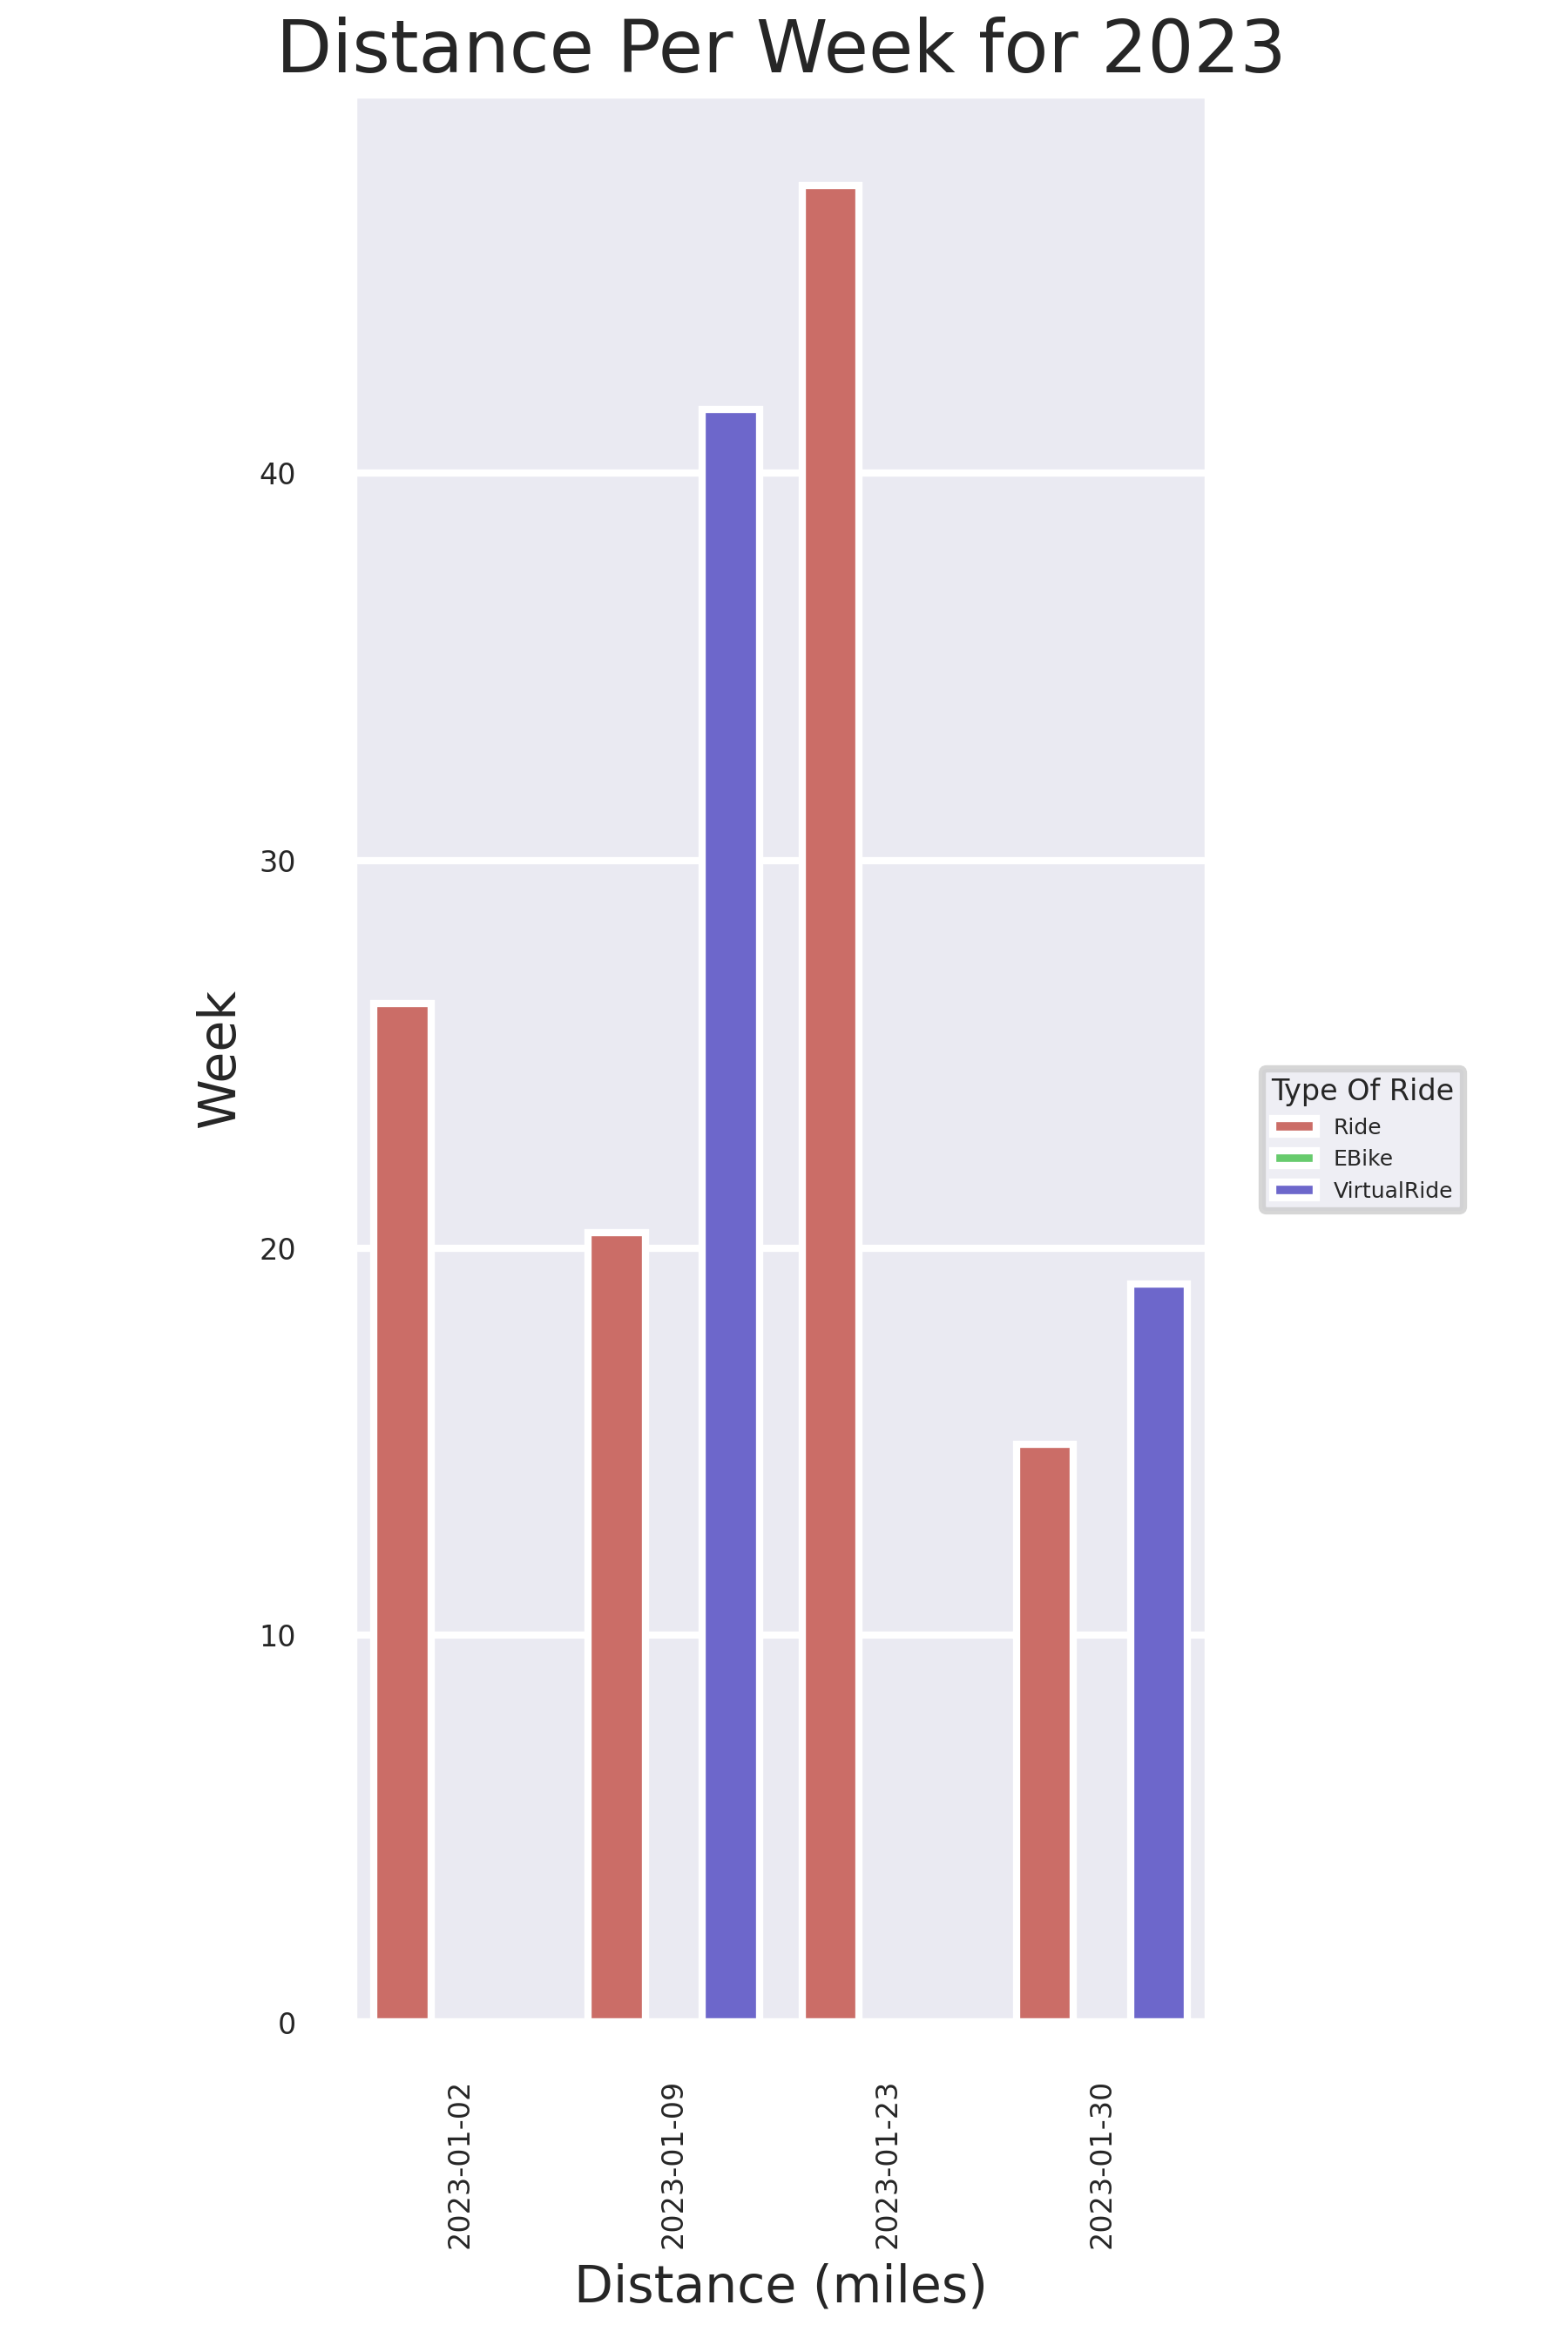 Distance Per Week for 2023
40
30
20
10
0
Week
2023-01-02
2023-01-09
2023-01-23
2023-01-30
Distance (miles)
Type Of Ride
Ride
EBike
VirtualRide